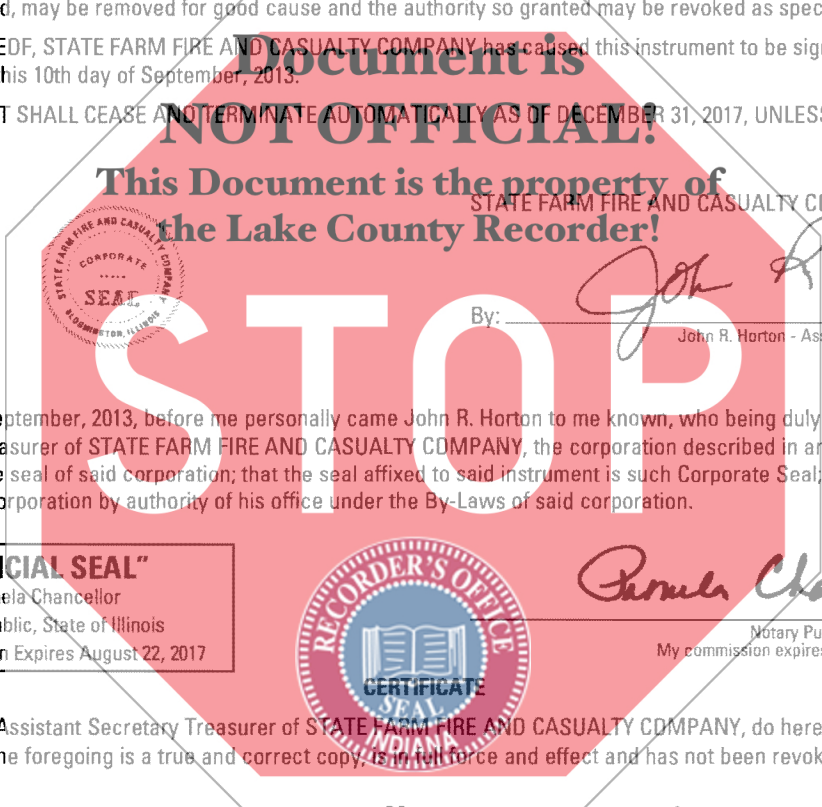 d, may be removed for good cause and the authority so granted may be revoked as spec
EOF, STATE FARM FIRE AND CASUALTY COMPANY has caused this instrument to be sig
his 10th day of September, 2013.
Document is
NOT OFFICIAL!
T SHALL CEASE AND TERMINATE AUTOMATICALLY AS OF DECEMBER 31, 2017, UNLESS
This Document is the property of
the Lake County Recorder!
STATE FARM FIRE AND CASUALTY CO
STATE FARM FIRE AND CASUALTY COMPANY
CORPORATE
SEAL
BLOOMINGTON, ILLINOIS
STOP
By:
John R
John R. Horton - Ass
eptember, 2013, before me personally came John R. Horton to me known, who being duly
asurer of STATE FARM FIRE AND CASUALTY COMPANY, the corporation described in an
e seal of said corporation; that the seal affixed to said instrument is such Corporate Seal;
orporation by authority of his office under the By-Laws of said corporation.
CIAL SEAL"
ela Chancellor
blic, State of Illinois
n Expires August 22, 2017
RECORDER'S OFFICE
SEAL
INDIANA
Pamela Cha
Notary Pu
My commission expires
CERTIFICATE
Assistant Secretary Treasurer of STATE FARM FIRE AND CASUALTY COMPANY, do here
he foregoing is a true and correct copy, is in full force and effect and has not been revok